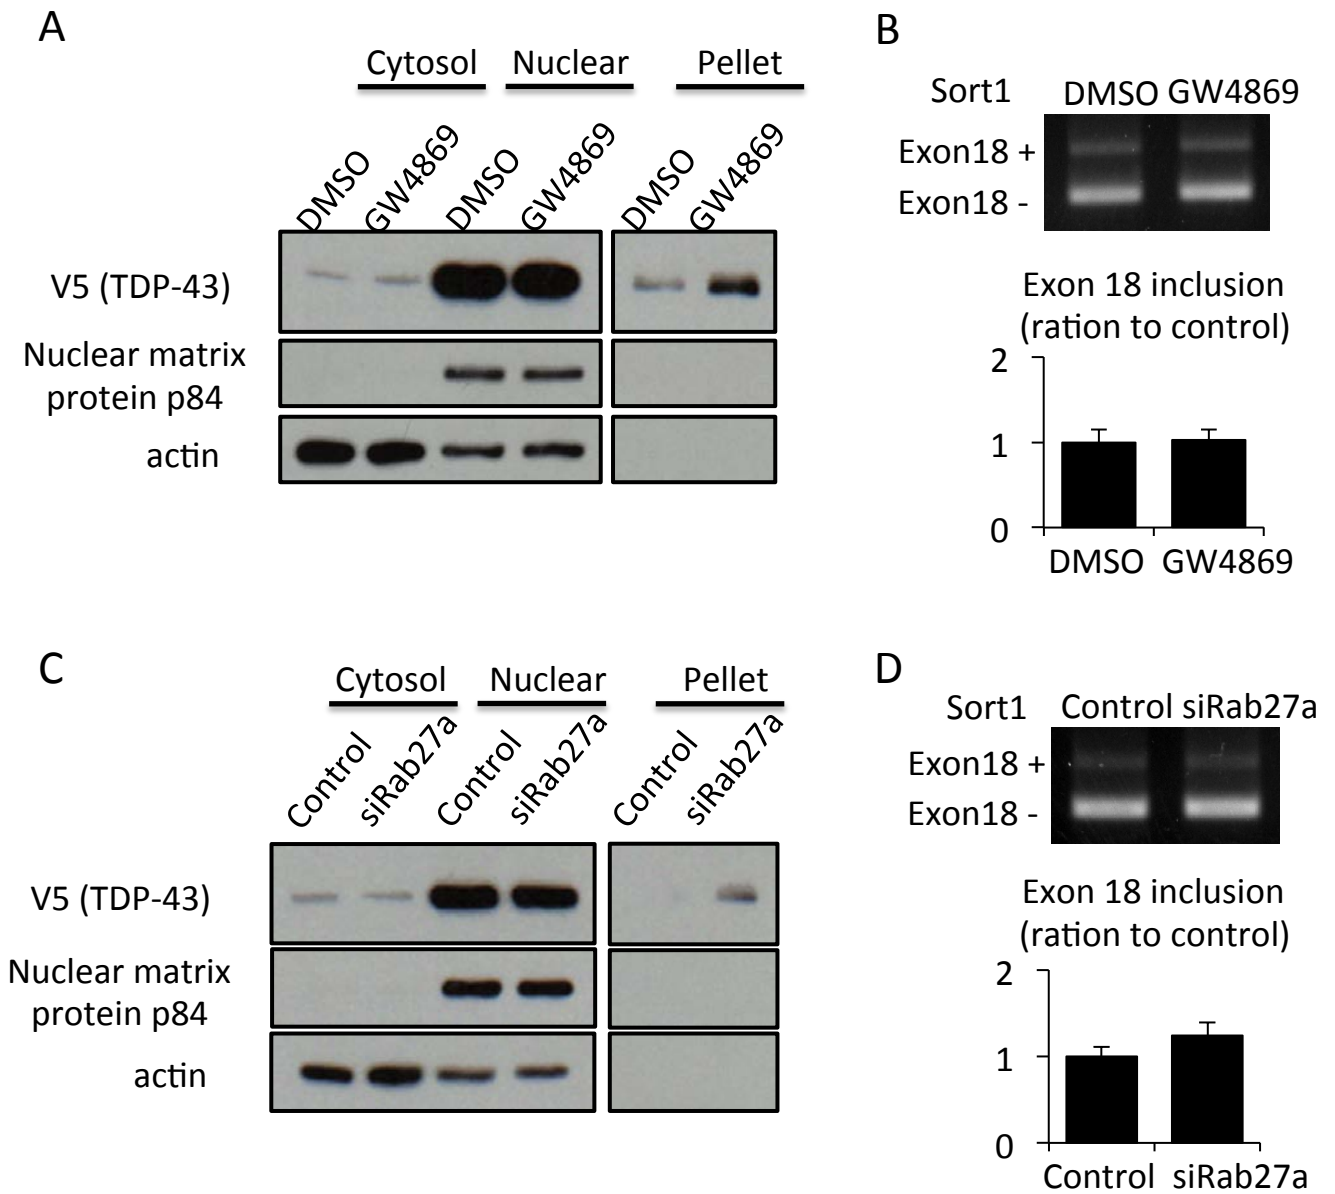 A
Cytosol Nuclear Pellet
DMSO GW4869 DMSO GW4869 DMSO GW4869
V5 (TDP-43)
Nuclear matrix
protein p84
actin
B
Sort1 DMSO GW4869
Exon18 +
Exon18 -
Exon 18 inclusion
(ration to control)
2
1
0
DMSO GW4869
C
Cytosol Nuclear Pellet
Control siRab27a Control siRab27a Control siRab27a
V5 (TDP-43)
Nuclear matrix
protein p84
actin
D
Sort1 Control siRab27a
Exon18 +
Exon18 -
Exon 18 inclusion
(ration to control)
2
1
0
Control siRab27a